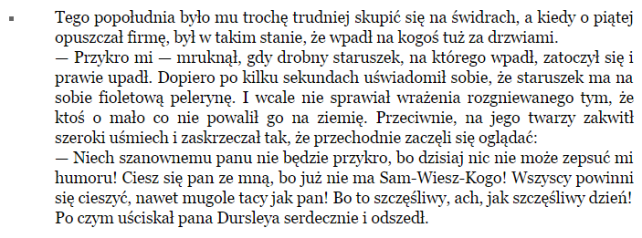 Tego popołudnia było mu trochę trudniej skupić się na świdrach, a kiedy o piątej
opuszczał firmę, był w takim stanie, że wpadł na kogoś tuż za drzwiami.
— Przykro mi — mruknął, gdy drobny staruszek, na którego wpadł, zatoczył się i
prawie upadł. Dopiero po kilku sekundach uświadomił sobie, że staruszek ma na
sobie fioletową pelerynę. I wcale nie sprawiał wrażenia rozgniewanego tym, że
ktoś o mało co nie powalił go na ziemię. Przeciwnie, na jego twarzy zakwitł
szeroki uśmiech i zaskrzeczał tak, że przechodnie zaczęli się oglądać:
— Niech szanownemu panu nie będzie przykro, bo dzisiaj nic nie może zepsuć mi
humoru! Ciesz się pan ze mną, bo już nie ma Sam-Wiesz-Kogo! Wszyscy powinni
się cieszyć, nawet mugole tacy jak pan! Bo to szczęśliwy, ach, jak szczęśliwy dzień!
Po czym uściskał pana Dursleya serdecznie i odszedł.